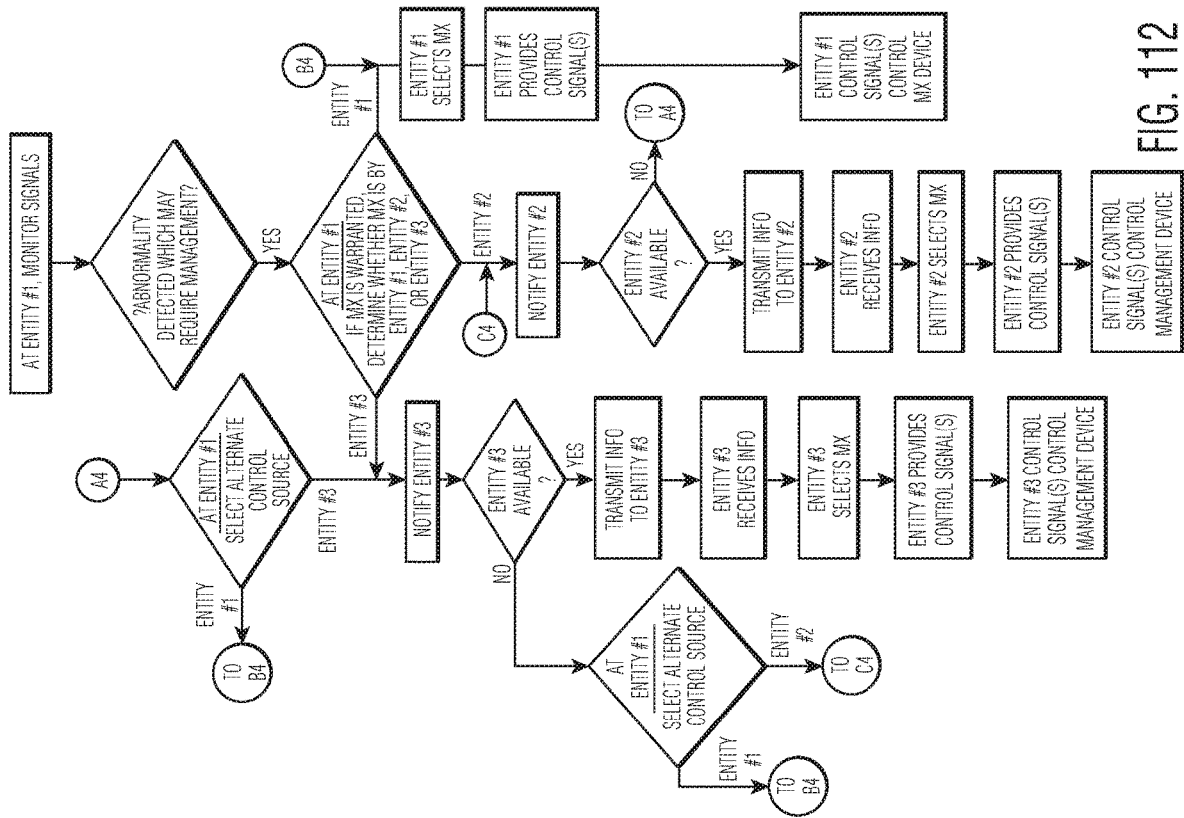 AT ENTITY #1, MONITOR SIGNALS
?ABNORMALITY
DETECTED WHICH MAY
REQUIRE MANAGEMENT?
YES
AT ENTITY #1
IF MX IS WARRANTED,
DETERMINE WHETHER MX IS BY
ENTITY #1, ENTITY #2,
OR ENTITY #3
ENTITY
#1
B4
ENTITY #1
SELECTS MX
ENTITY #1
PROVIDES
CONTROL
SIGNAL(S)
ENTITY #1
CONTROL
SIGNAL(S)
CONTROL
MX DEVICE
ENTITY #2
C4
NOTIFY ENTITY #2
ENTITY #2
AVAILABLE
?
NO
TO
A4
YES
TRANSMIT INFO
TO ENTITY #2
ENTITY #2
RECEIVES INFO
ENTITY #2 SELECTS MX
ENTITY #2 PROVIDES
CONTROL SIGNAL(S)
ENTITY #2 CONTROL
SIGNAL(S) CONTROL
MANAGEMENT DEVICE
A4
AT ENTITY #1
SELECT ALTERNATE
CONTROL
SOURCE
ENTITY
#1
TO
B4
ENTITY #3
ENTITY #3
NOTIFY ENTITY #3
ENTITY #3
AVAILABLE
?
YES
TRANSMIT INFO
TO ENTITY #3
ENTITY #3
RECEIVES INFO
ENTITY #3
SELECTS MX
ENTITY #3 PROVIDES
CONTROL SIGNAL(S)
ENTITY #3 CONTROL
SIGNAL(S) CONTROL
MANAGEMENT DEVICE
NO
AT
ENTITY #1
SELECT ALTERNATE
CONTROL SOURCE
ENTITY
#1
TO
B4
ENTITY
#2
TO
C4
FIG. 112